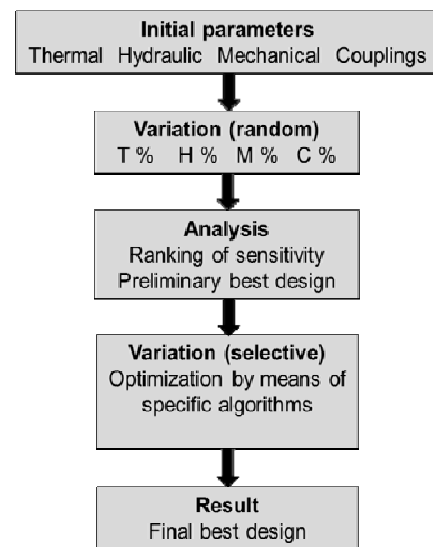 Initial parameters
Thermal Hydraulic Mechanical Couplings
Variation (random)
T % H % M % C %
Analysis
Ranking of sensitivity
Preliminary best design
Variation (selective)
Optimization by means of
specific algorithms
Result
Final best design